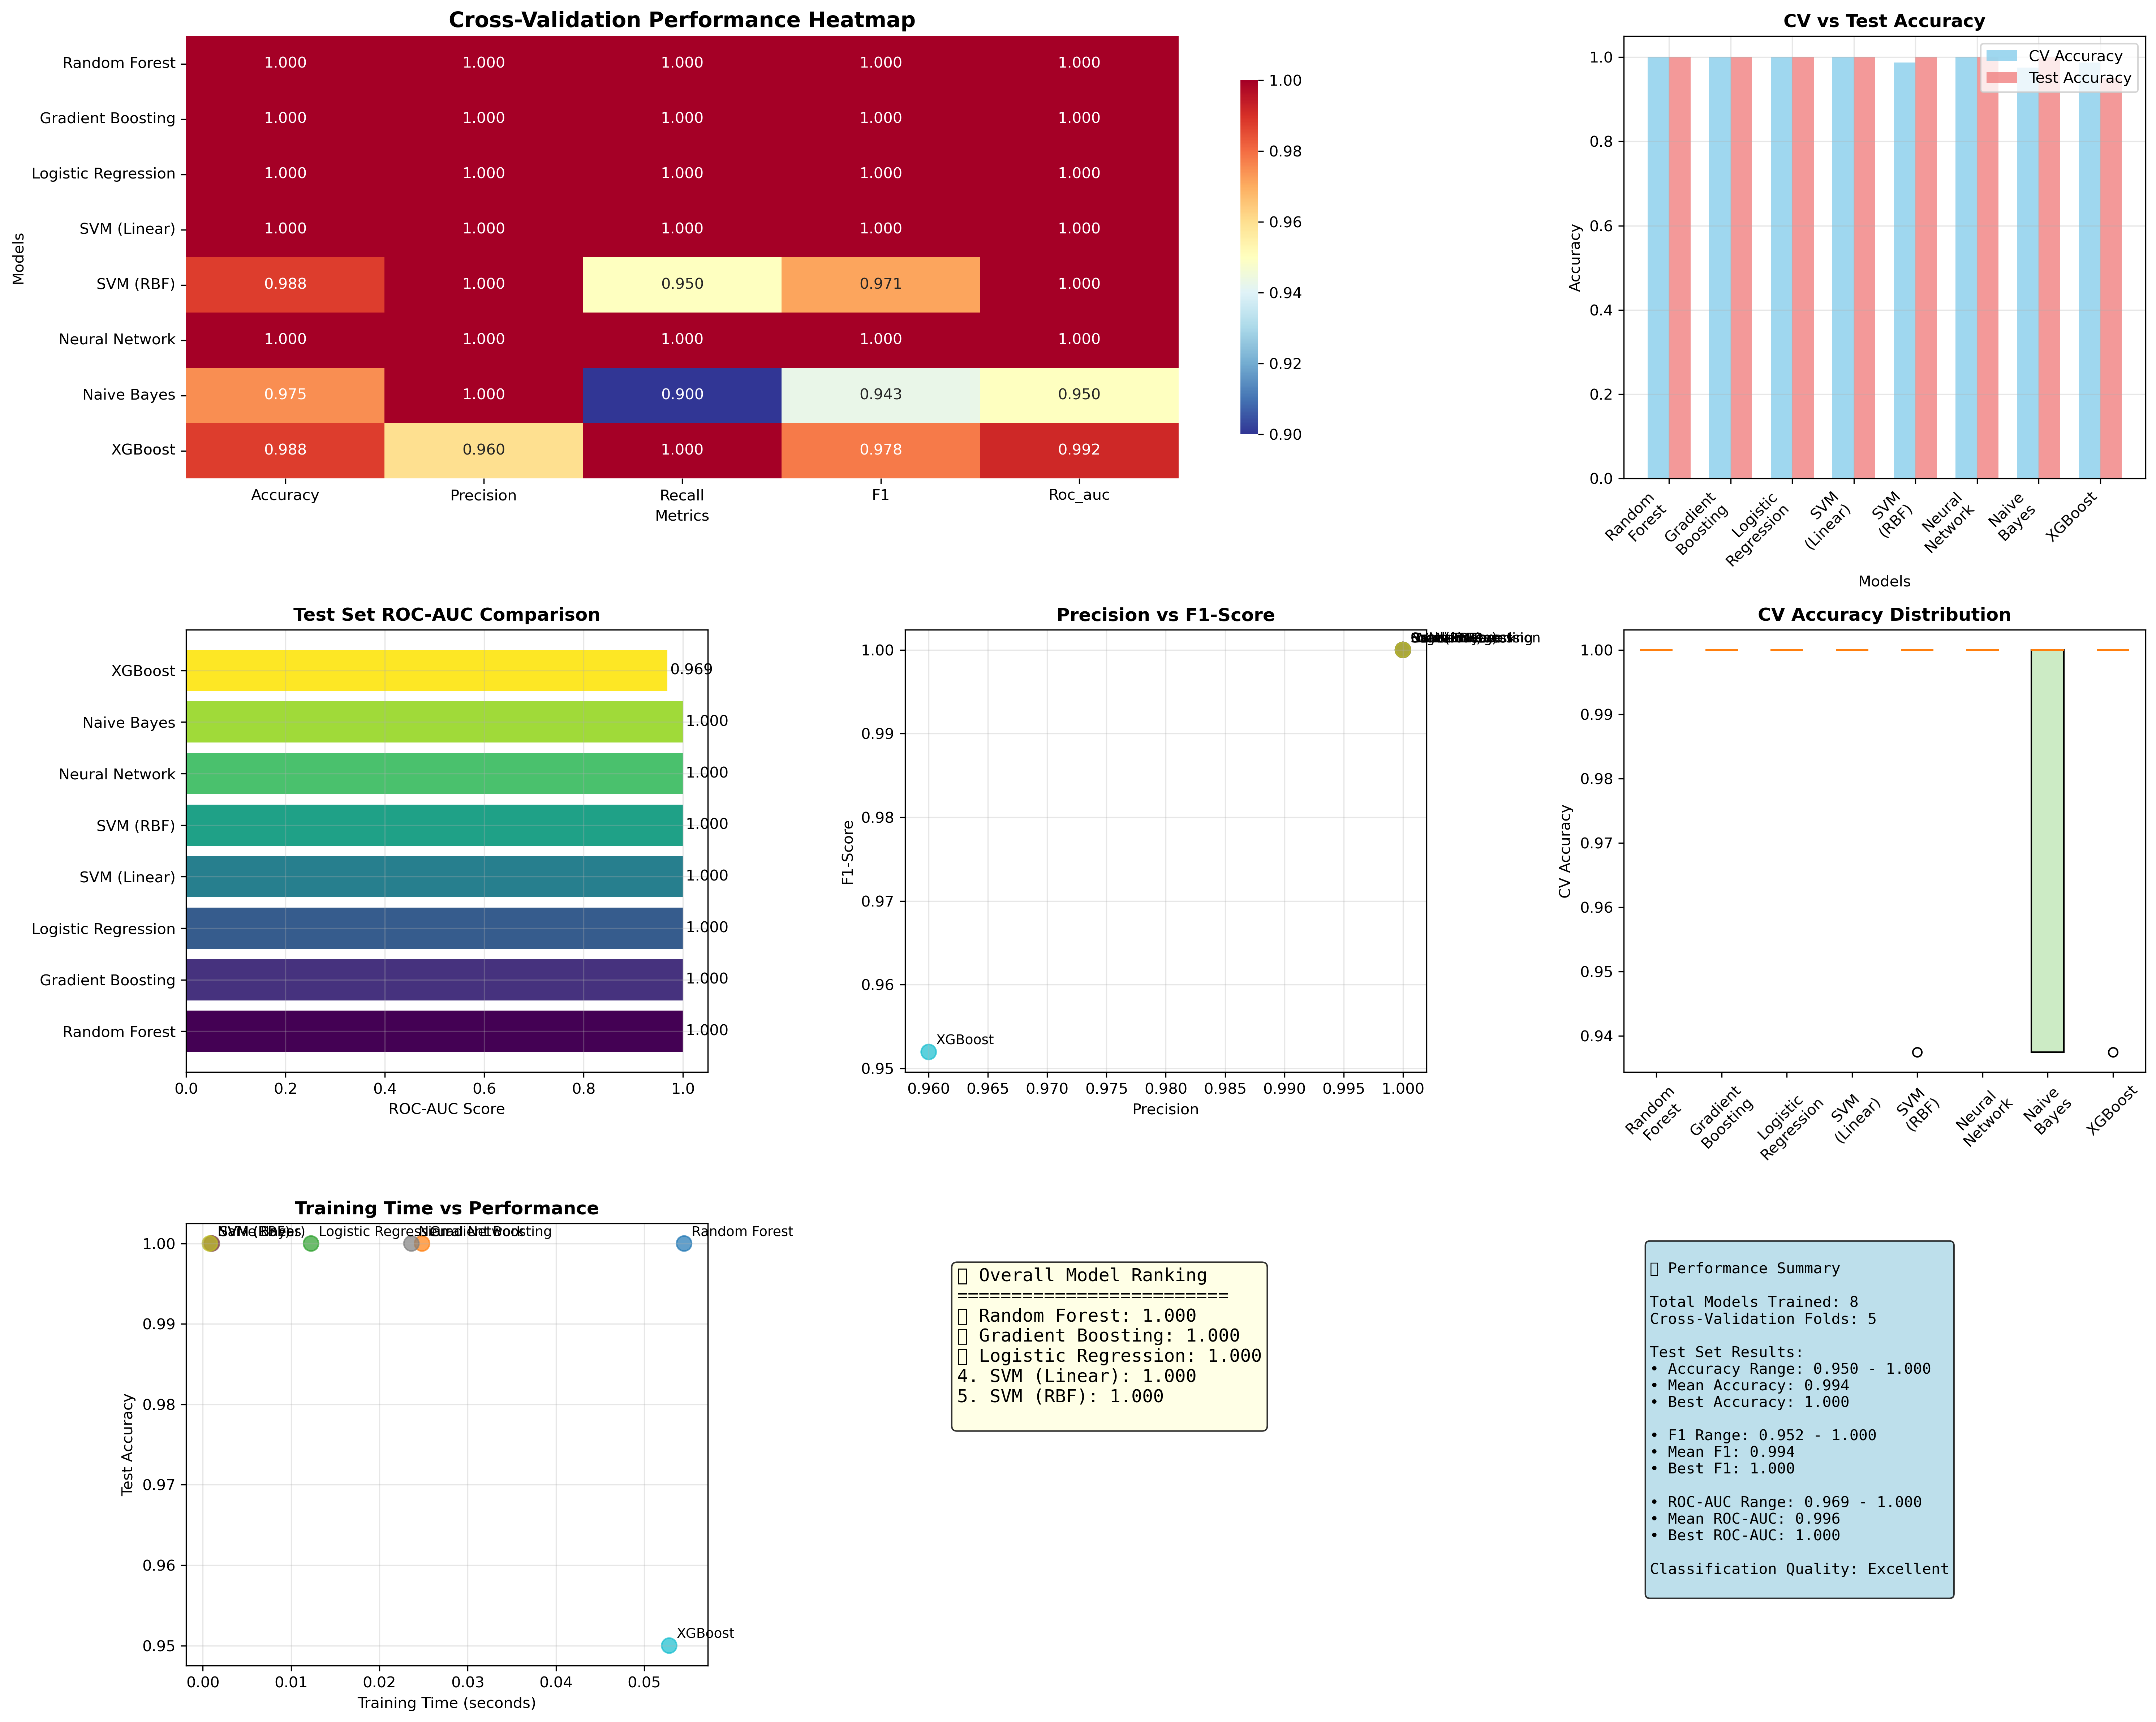 Cross-Validation Performance Heatmap
Models
Random Forest 1.000 1.000 1.000 1.000 1.000
Gradient Boosting 1.000 1.000 1.000 1.000 1.000
Logistic Regression 1.000 1.000 1.000 1.000 1.000
SVM (Linear) 1.000 1.000 1.000 1.000 1.000
SVM (RBF) 0.988 1.000 0.950 0.971 1.000
Neural Network 1.000 1.000 1.000 1.000 1.000
Naive Bayes 0.975 1.000 0.900 0.943 0.950
XGBoost 0.988 0.960 1.000 0.978 0.992
Accuracy Precision Recall F1 Roc_auc
Metrics
1.00
0.98
0.96
0.94
0.92
0.90
CV vs Test Accuracy
CV Accuracy
Test Accuracy
Accuracy
1.0
0.8
0.6
0.4
0.2
0.0
Random
Forest
Gradient
Boosting
Logistic
Regression
SVM
(Linear)
SVM
(RBF)
Neural
Network
Naive
Bayes
XGBoost
Models
Test Set ROC-AUC Comparison
XGBoost 0.969
Naive Bayes 1.000
Neural Network 1.000
SVM (RBF) 1.000
SVM (Linear) 1.000
Logistic Regression 1.000
Gradient Boosting 1.000
Random Forest 1.000
0.0 0.2 0.4 0.6 0.8 1.0
ROC-AUC Score
Precision vs F1-Score
F1-Score
1.00
0.99
0.98
0.97
0.96
0.95
XGBoost
0.960 0.965 0.970 0.975 0.980 0.985 0.990 0.995 1.000
Precision
CV Accuracy Distribution
CV Accuracy
1.00
0.99
0.98
0.97
0.96
0.95
0.94
Random
Forest
Gradient
Boosting
Logistic
Regression
SVM
(Linear)
SVM
(RBF)
Neural
Network
Naive
Bayes
XGBoost
Training Time vs Performance
Test Accuracy
1.00
0.99
0.98
0.97
0.96
0.95
Logistic Regression
Neural Network
Gradient Boosting
Random Forest
XGBoost
0.00 0.01 0.02 0.03 0.04 0.05
Training Time (seconds)
Overall Model Ranking
=========================
Random Forest: 1.000
Gradient Boosting: 1.000
Logistic Regression: 1.000
4. SVM (Linear): 1.000
5. SVM (RBF): 1.000
Performance Summary
Total Models Trained: 8
Cross-Validation Folds: 5
Test Set Results:
• Accuracy Range: 0.950 - 1.000
• Mean Accuracy: 0.994
• Best Accuracy: 1.000
• F1 Range: 0.952 - 1.000
• Mean F1: 0.994
• Best F1: 1.000
• ROC-AUC Range: 0.969 - 1.000
• Mean ROC-AUC: 0.996
• Best ROC-AUC: 1.000
Classification Quality: Excellent